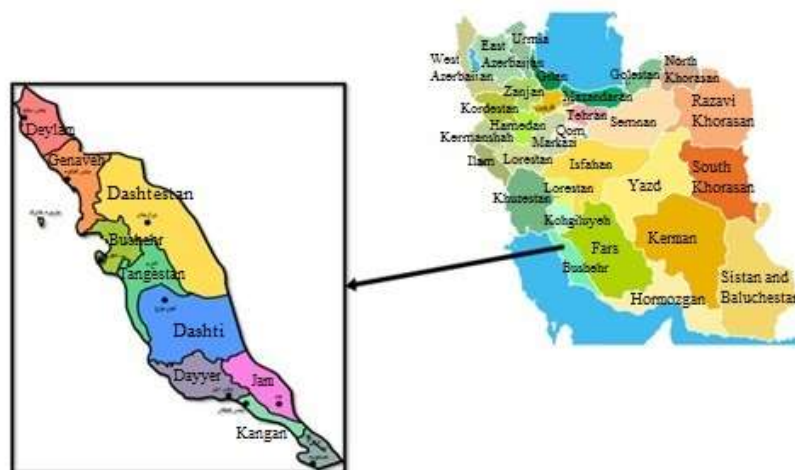 Deylam
Genaveh
Dashtestan
Bushehr
Tangestan
Dashti
Dayyer
Jam
Kangan
Urmia
East
Azerbaijan
West
Azerbaijan
Gilan
Golestan
North
Khorasan
Zanjan
Mazandaran
Razavi
Khorasan
Kordestan
Tehran
Semnan
Hamedan
Qom
Markazi
Kermanshah
Ilam
Lorestan
Isfahan
South
Khorasan
Yazd
Khuzestan
Lorestan
Kohgiluyeh
Fars
Kerman
Bushehr
Sistan and
Baluchestan
Hormozgan